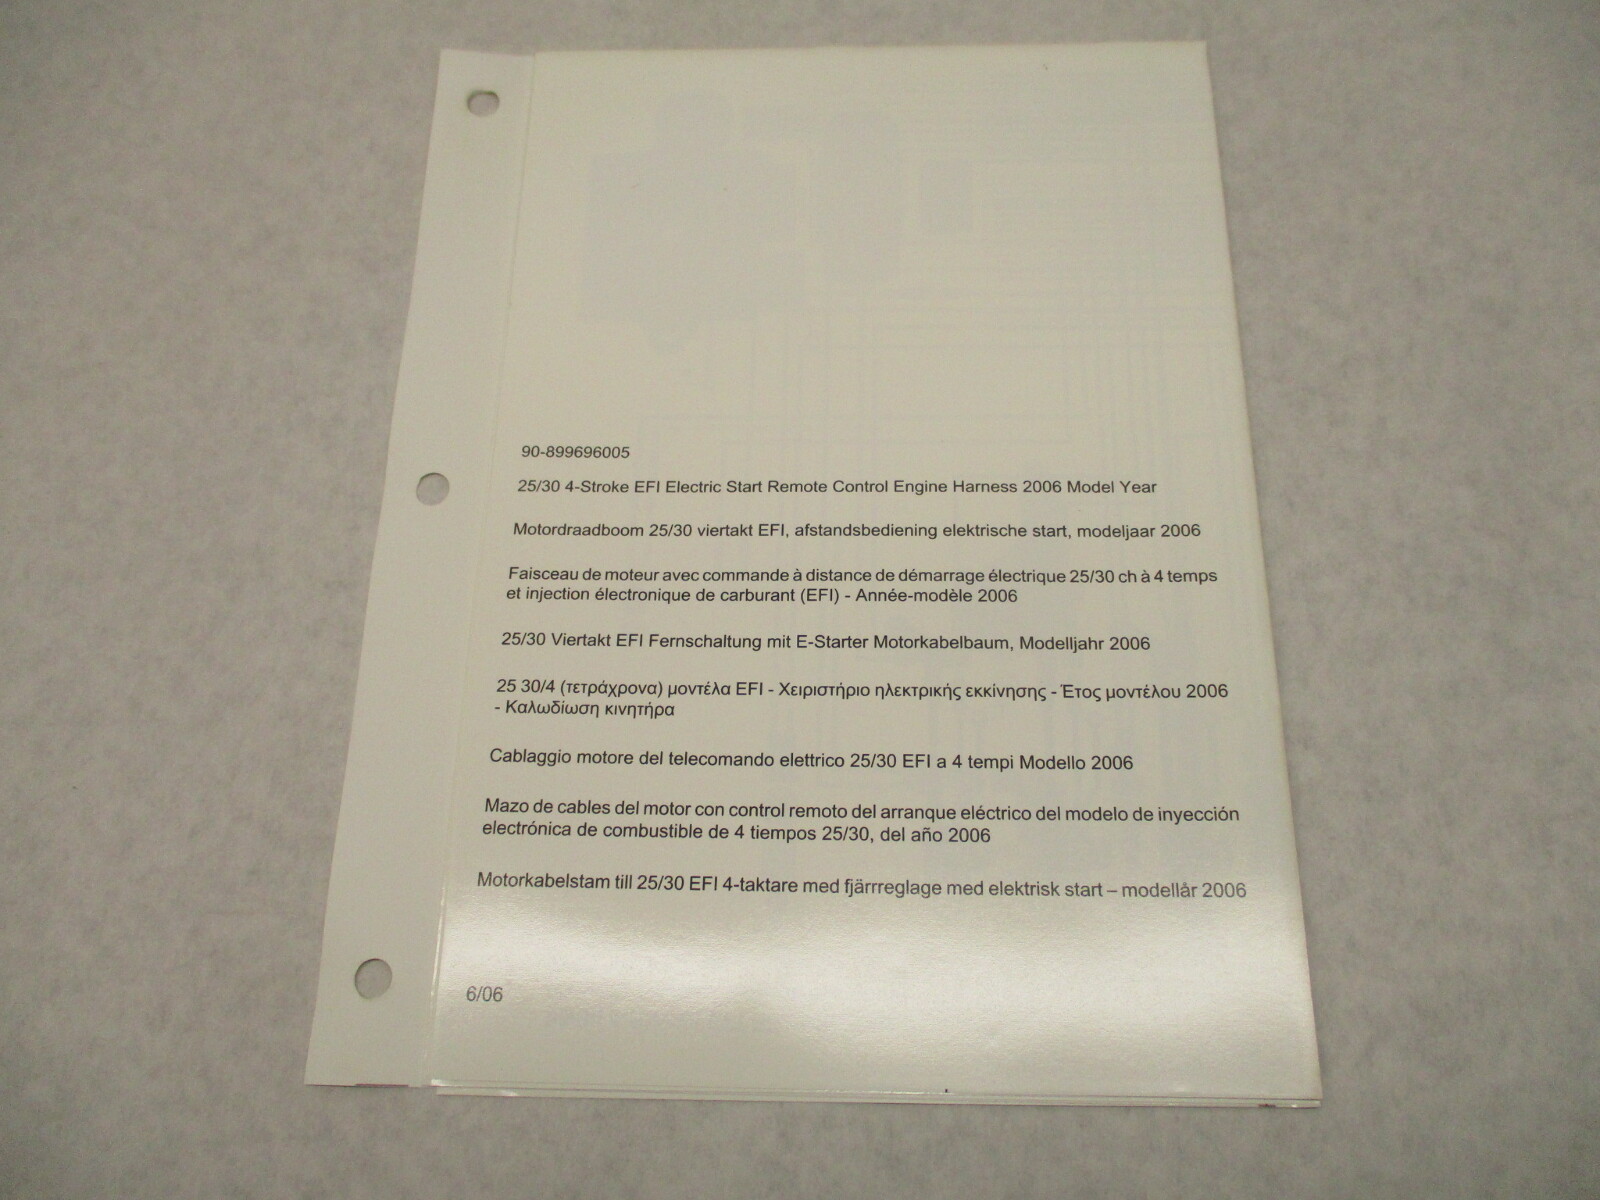 90-899696005
25/30 4-Stroke EFI Electric Start Remote Control Engine Harness 2006 Model Year
Motordraadboom 25/30 viertakt EFI, afstandsbediening elektrische start, modeljaar 2006
Faisceau de moteur avec commande à distance de démarrage électrique 25/30 ch à 4 temps
et injection électronique de carburant (EFI) - Année-modèle 2006
25/30 Viertakt EFI Fernschaltung mit E-Starter Motorkabelbaum, Modelljahr 2006
25 30/4 (τετράχρονα) μοντέλα EFI - Χειριστήριο ηλεκτρικής εκκίνησης - Έτος μοντέλου 2006
- Καλωδίωση κινητήρα
Cablaggio motore del telecomando elettrico 25/30 EFI a 4 tempi Modello 2006
Mazo de cables del motor con control remoto del arranque eléctrico del modelo de inyección
electrónica de combustible de 4 tiempos 25/30, del año 2006
Motorkabelstam till 25/30 EFI 4-taktare med fjärrreglage med elektrisk start – modellår 2006
6/06